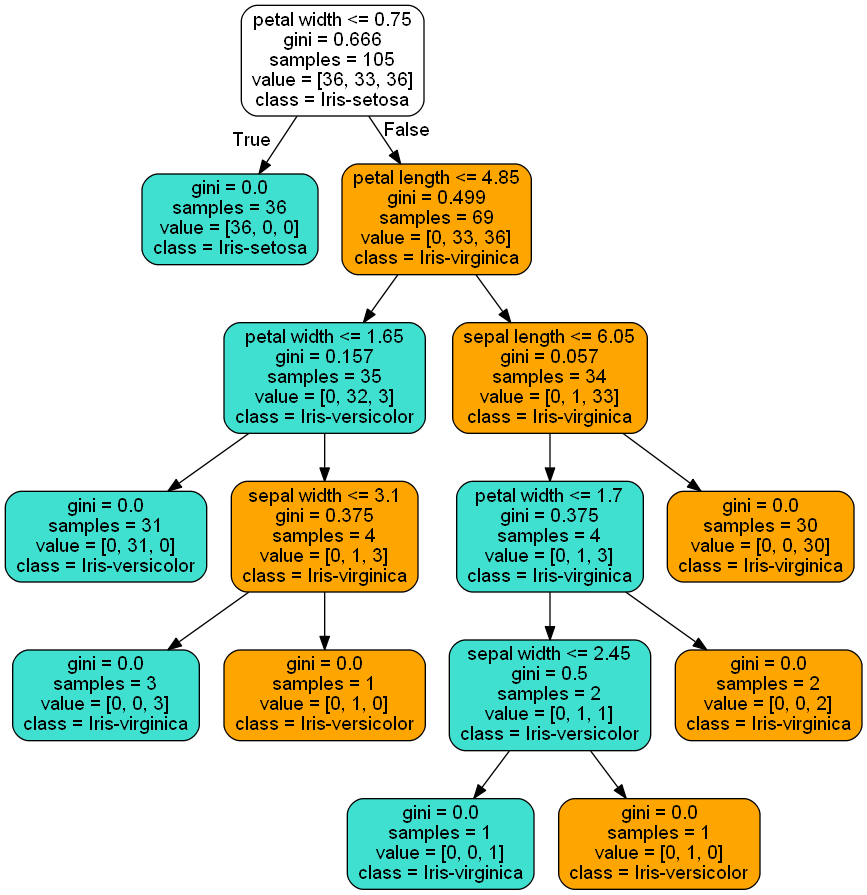 petal width <= 0.75
gini = 0.666
samples = 105
value = [36, 33, 36]
class = Iris-setosa
True
False
gini = 0.0
samples = 36
value = [36, 0, 0]
class = Iris-setosa
petal length <= 4.85
gini = 0.499
samples = 69
value = [0, 33, 36]
class = Iris-virginica
petal width <= 1.65
gini = 0.157
samples = 35
value = [0, 32, 3]
class = Iris-versicolor
sepal length <= 6.05
gini = 0.057
samples = 34
value = [0, 1, 33]
class = Iris-virginica
gini = 0.0
samples = 31
value = [0, 31, 0]
class = Iris-versicolor
sepal width <= 3.1
gini = 0.375
samples = 4
value = [0, 1, 3]
class = Iris-virginica
petal width <= 1.7
gini = 0.375
samples = 4
value = [0, 1, 3]
class = Iris-virginica
gini = 0.0
samples = 30
value = [0, 0, 30]
class = Iris-virginica
gini = 0.0
samples = 3
value = [0, 0, 3]
class = Iris-virginica
gini = 0.0
samples = 1
value = [0, 1, 0]
class = Iris-versicolor
sepal width <= 2.45
gini = 0.5
samples = 2
value = [0, 1, 1]
class = Iris-versicolor
gini = 0.0
samples = 2
value = [0, 0, 2]
class = Iris-virginica
gini = 0.0
samples = 1
value = [0, 0, 1]
class = Iris-virginica
gini = 0.0
samples = 1
value = [0, 1, 0]
class = Iris-versicolor